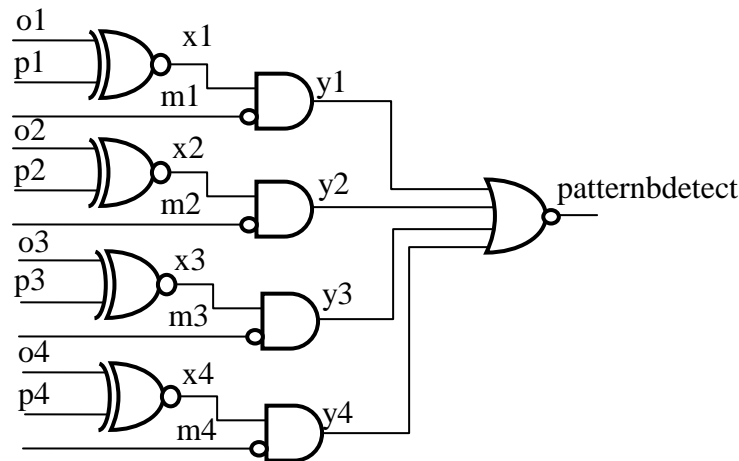 o1
x1
p1
m1
y1
o2
x2
p2
m2
y2
patternbdetect
o3
x3
p3
m3
y3
o4
x4
p4
m4
y4